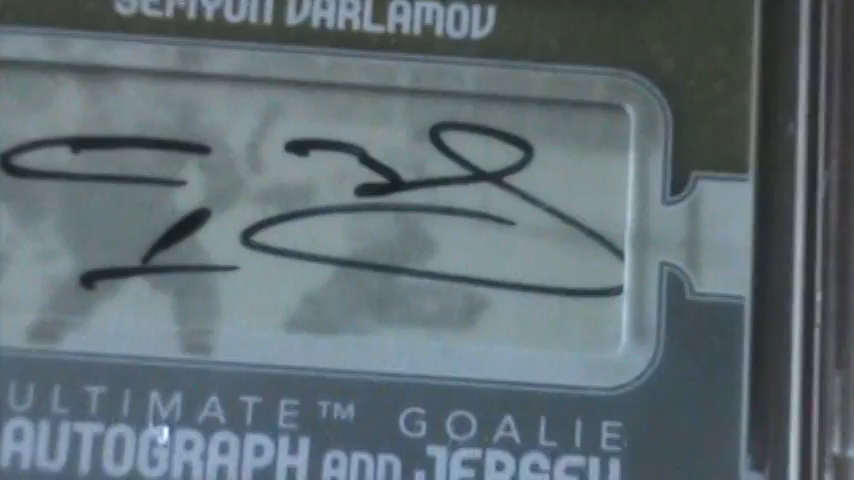 SEMYON VARLAMOV
ULTIMATE™ GOALIE
AUTOGRAPH AND JERSEY